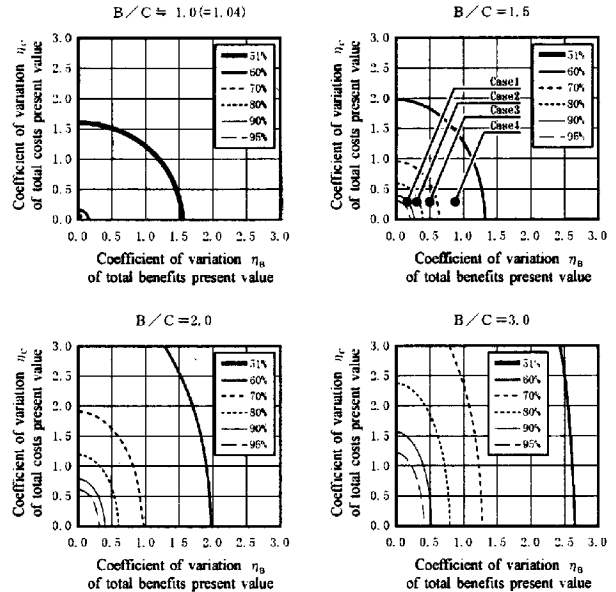 B／C≒ 1.0(=1.04)
Coefficient of variation ηc
of total costs present value
3.0
2.5
2.0
1.5
1.0
0.5
0.0
51%
60%
70%
80%
90%
95%
0.0 0.5 1.0 1.5 2.0 2.5 3.0
Coefficient of variation ηB
of total benefits present value
B／C=1.5
Coefficient of variation ηc
of total costs present value
3.0
2.5
2.0
1.5
1.0
0.5
0.0
Case1
Case2
Case3
Case4
51%
60%
70%
80%
90%
95%
0.0 0.5 1.0 1.5 2.0 2.5 3.0
Coefficient of variation ηB
of total benefits present value
B／C=2.0
Coefficient of variation ηc
of total costs present value
3.0
2.5
2.0
1.5
1.0
0.5
0.0
51%
60%
70%
80%
90%
95%
0.0 0.5 1.0 1.5 2.0 2.5 3.0
Coefficient of variation ηB
of total benefits present value
B／C=3.0
Coefficient of variation ηc
of total costs present value
3.0
2.5
2.0
1.5
1.0
0.5
0.0
51%
60%
70%
80%
90%
95%
0.0 0.5 1.0 1.5 2.0 2.5 3.0
Coefficient of variation ηB
of total benefits present value